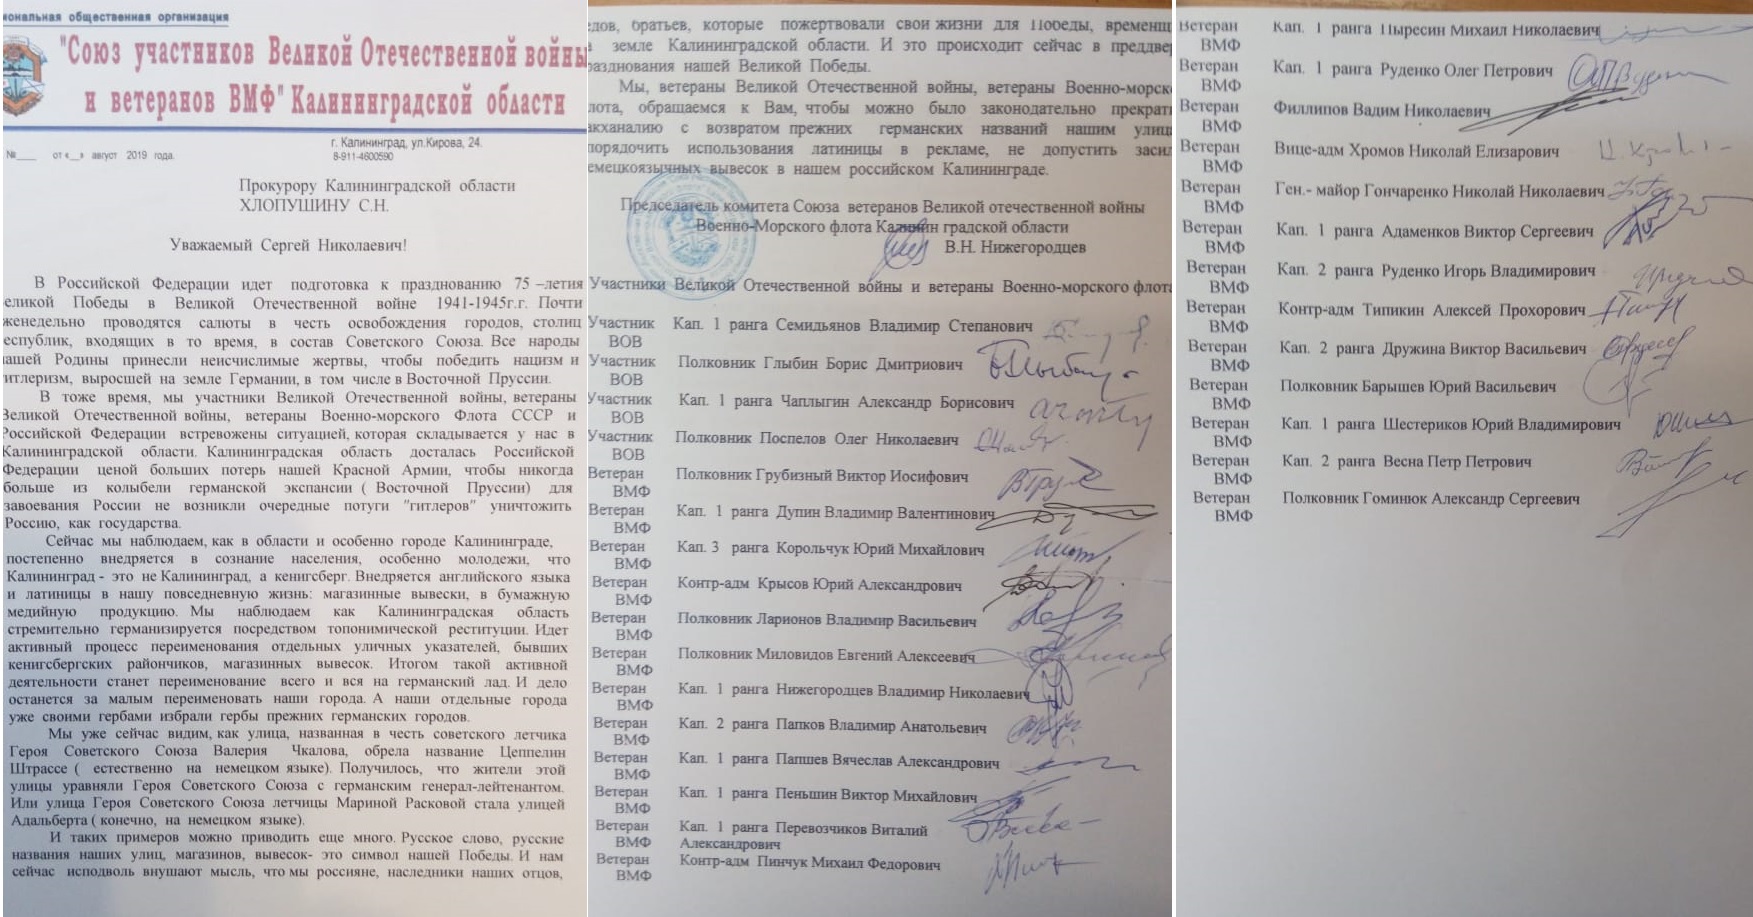 иональная общественная организация
"Союз участников Великой Отечественной войны
и ветеранов ВМФ" Калининградской области
г. Калининград, ул.Кирова, 24.
8-911-4600590
№____ от «__» август 2019 года.
Прокурору Калининградской области
ХЛОПУШИНУ С.Н.
Уважаемый Сергей Николаевич!
В Российской Федерации идет подготовка к празднованию 75 –летия
еликой Победы в Великой Отечественной войне 1941-1945г.г. Почти
женедельно проводятся салюты в честь освобождения городов, столиц
еспублик, входящих в то время, в состав Советского Союза. Все народы
ашей Родины принесли неисчислимые жертвы, чтобы победить нацизм и
итлеризм, выросшей на земле Германии, в том числе в Восточной Пруссии.
В тоже время, мы участники Великой Отечественной войны, ветераны
Великой Отечественной войны, ветераны Военно-морского Флота СССР и
Российской Федерации встревожены ситуацией, которая складывается у нас в
Калининградской области. Калининградская область досталась Российской
Федерации ценой больших потерь нашей Красной Армии, чтобы никогда
больше из колыбели германской экспансии ( Восточной Пруссии) для
завоевания России не возникли очередные потуги "гитлеров" уничтожить
Россию, как государства.
Сейчас мы наблюдаем, как в области и особенно городе Калининграде,
постепенно внедряется в сознание населения, особенно молодежи, что
Калининград - это не Калининград, а кенигсберг. Внедряется английского языка
и латиницы в нашу повседневную жизнь: магазинные вывески, в бумажную
медийную продукцию. Мы наблюдаем как Калининградская область
стремительно германизируется посредством топонимической реституции. Идет
активный процесс переименования отдельных уличных указателей, бывших
кенигсбергских райончиков, магазинных вывесок. Итогом такой активной
деятельности станет переименование всего и вся на германский лад. И дело
останется за малым переименовать наши города. А наши отдельные города
уже своими гербами избрали гербы прежних германских городов.
Мы уже сейчас видим, как улица, названная в честь советского летчика
Героя Советского Союза Валерия Чкалова, обрела название Цеппелин
Штрассе ( естественно на немецком языке). Получилось, что жители этой
улицы уравняли Героя Советского Союза с германским генерал-лейтенантом.
Или улица Героя Советского Союза летчицы Мариной Расковой стала улицей
Адальберта ( конечно, на немецком языке).
И таких примеров можно приводить еще много. Русское слово, русские
названия наших улиц, магазинов, вывесок- это символ нашей Победы. И нам
сейчас исподволь внушают мысль, что мы россияне, наследники наших отцов,
едов, братьев, которые пожертвовали свои жизни для Победы, временщ
а земле Калининградской области. И это происходит сейчас в преддвер
разднования нашей Великой Победы.
Мы, ветераны Великой Отечественной войны, ветераны Военно-морск
лота, обращаемся к Вам, чтобы можно было законодательно прекрати
акханалию с возвратом прежних германских названий нашим улица
порядочить использования латиницы в рекламе, не допустить засил
емецкоязычных вывесок в нашем российском Калининграде.
Председатель комитета Союза ветеранов Великой отечественной войны
Военно-Морского флота Калинин градской области
В.Н. Нижегородцев
Участники Великой Отечественной войны и ветераны Военно-морского флота
Участник ВОВ Кап. 1 ранга Семидьянов Владимир Степанович
Участник ВОВ Полковник Глыбин Борис Дмитриович
Участник ВОВ Кап. 1 ранга Чаплыгин Александр Борисович
Участник ВОВ Полковник Поспелов Олег Николаевич
Ветеран ВМФ Полковник Грубизный Виктор Иосифович
Ветеран ВМФ Кап. 1 ранга Дупин Владимир Валентинович
Ветеран ВМФ Кап. 3 ранга Корольчук Юрий Михайлович
Ветеран ВМФ Контр-адм Крысов Юрий Александрович
Ветеран ВМФ Полковник Ларионов Владимир Васильевич
Ветеран ВМФ Полковник Миловидов Евгений Алексеевич
Ветеран ВМФ Кап. 1 ранга Нижегородцев Владимир Николаевич
Ветеран ВМФ Кап. 2 ранга Папков Владимир Анатольевич
Ветеран ВМФ Кап. 1 ранга Папшев Вячеслав Александрович
Ветеран ВМФ Кап. 1 ранга Пеньшин Виктор Михайлович
Ветеран ВМФ Кап. 1 ранга Перевозчиков Виталий
Александрович
Ветеран ВМФ Контр-адм Пинчук Михаил Федорович
Ветеран ВМФ Кап. 1 ранга Пыресин Михаил Николаевич
Ветеран ВМФ Кап. 1 ранга Руденко Олег Петрович
Ветеран ВМФ Филлипов Вадим Николаевич
Ветеран ВМФ Вице-адм Хромов Николай Елизарович
Ветеран ВМФ Ген.- майор Гончаренко Николай Николаевич
Ветеран ВМФ Кап. 1 ранга Адаменков Виктор Сергеевич
Ветеран ВМФ Кап. 2 ранга Руденко Игорь Владимирович
Ветеран ВМФ Контр-адм Типикин Алексей Прохорович
Ветеран ВМФ Кап. 2 ранга Дружина Виктор Васильевич
Ветеран ВМФ Полковник Барышев Юрий Васильевич
Ветеран ВМФ Кап. 1 ранга Шестериков Юрий Владимирович
Ветеран ВМФ Кап. 2 ранга Весна Петр Петрович
Ветеран ВМФ Полковник Гоминюк Александр Сергеевич